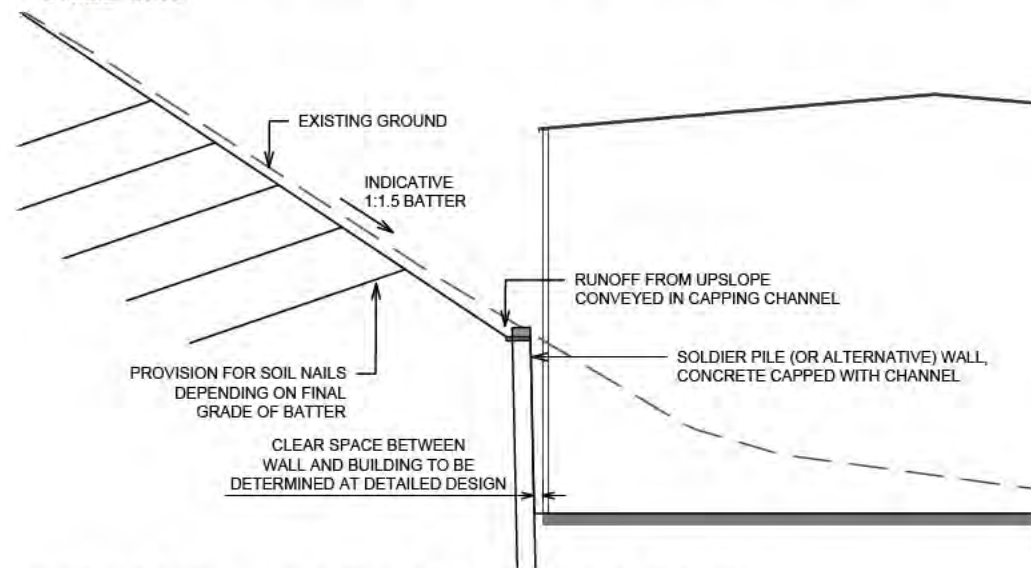 EXISTING GROUND
INDICATIVE
1:1.5 BATTER
RUNOFF FROM UPSLOPE
CONVEYED IN CAPPING CHANNEL
SOLDIER PILE (OR ALTERNATIVE) WALL,
CONCRETE CAPPED WITH CHANNEL
PROVISION FOR SOIL NAILS
DEPENDING ON FINAL
GRADE OF BATTER
CLEAR SPACE BETWEEN
WALL AND BUILDING TO BE
DETERMINED AT DETAILED DESIGN